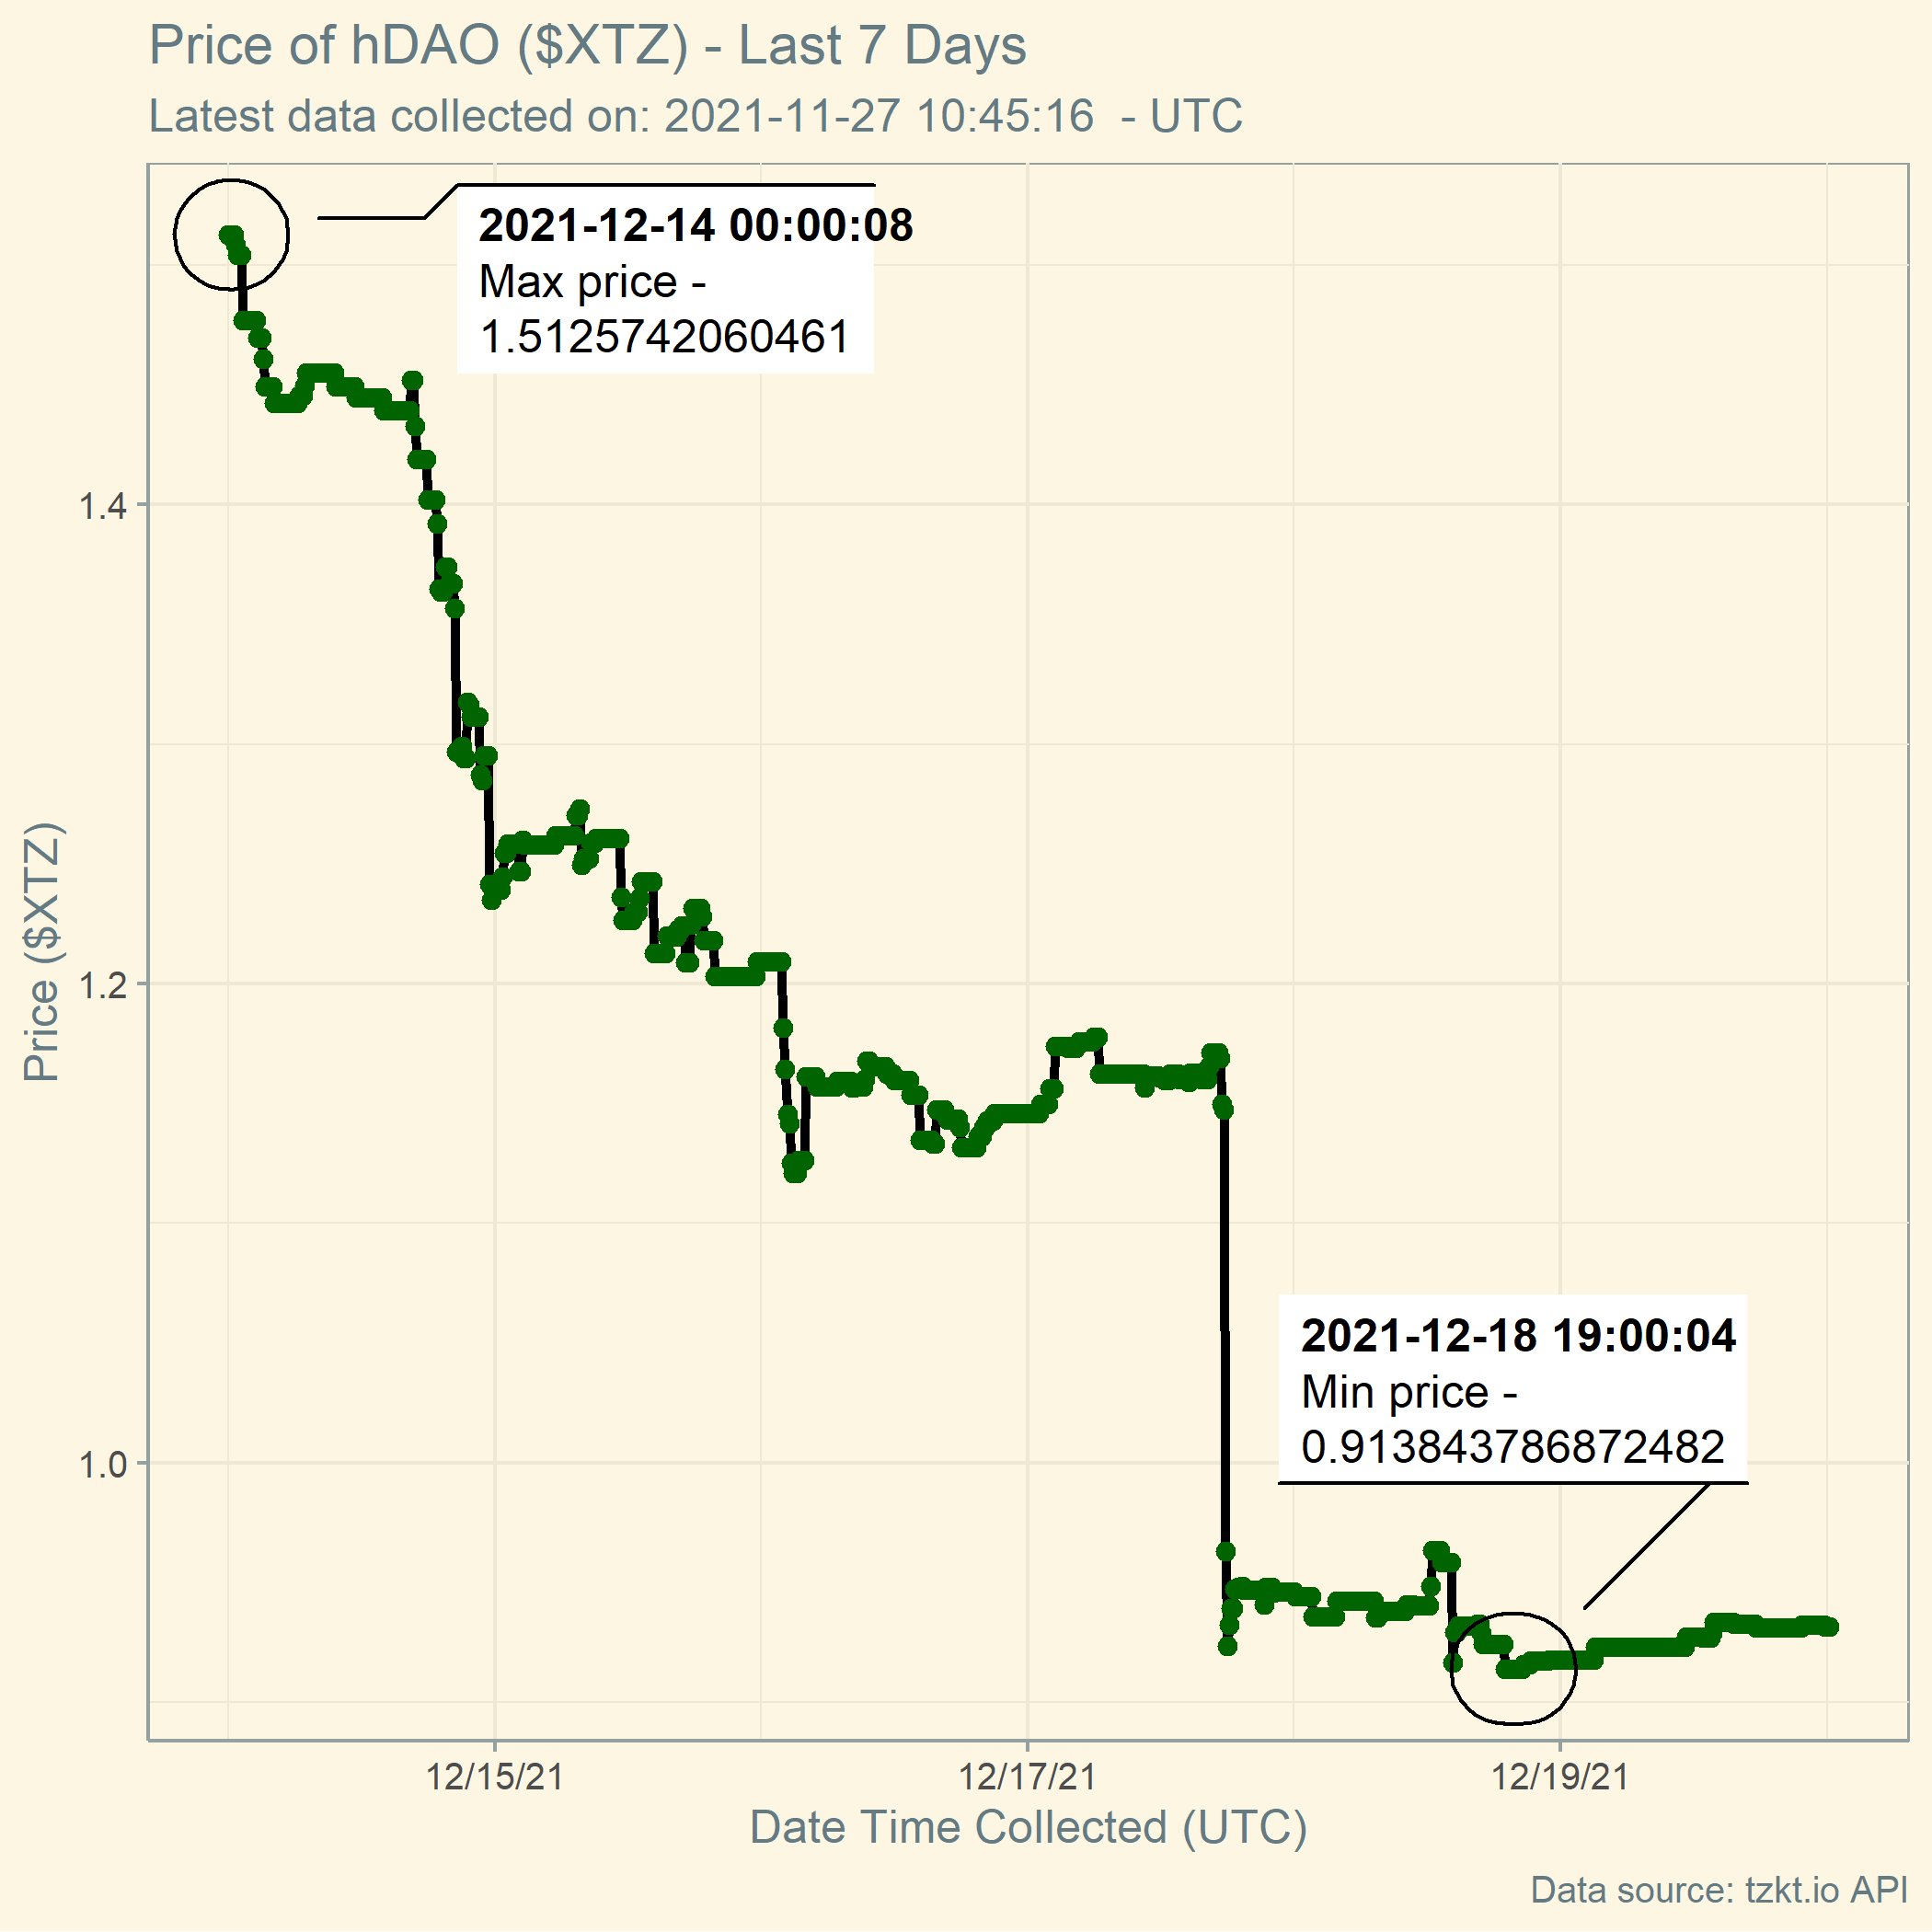 Price of hDAO ($XTZ) - Last 7 Days
Latest data collected on: 2021-11-27 10:45:16  - UTC
2021-12-14 00:00:08
Max price -
1.5125742060461
1.4
1.2
1.0
Price ($XTZ)
2021-12-18 19:00:04
Min price -
0.913843786872482
12/15/21
12/17/21
12/19/21
Date Time Collected (UTC)
Data source: tzkt.io API